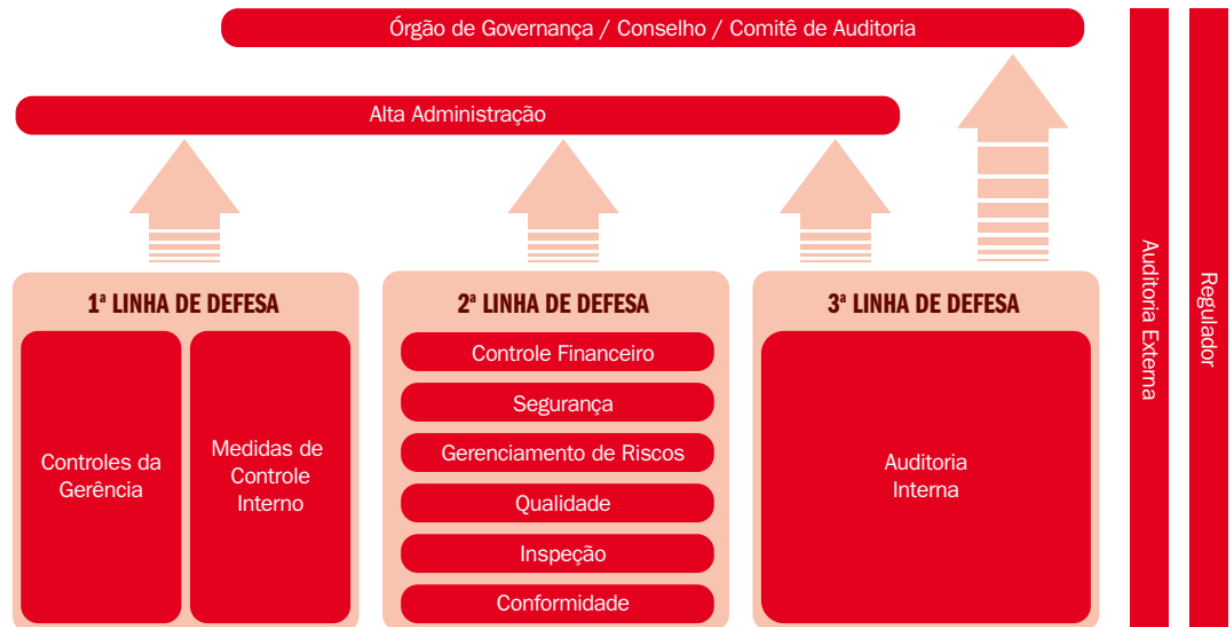 Órgão de Governança / Conselho / Comitê de Auditoria
Alta Administração
1ª LINHA DE DEFESA
Controles da
Gerência
Medidas de
Controle
Interno
2ª LINHA DE DEFESA
Controle Financeiro
Segurança
Gerenciamento de Riscos
Qualidade
Inspeção
Conformidade
3ª LINHA DE DEFESA
Auditoria
Interna
Auditoria Externa
Regulador